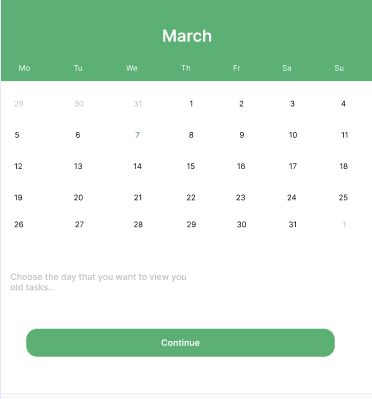 March
Mo Tu We Th Fr Sa Su
29 30 31 1 2 3 4
5 6 7 8 9 10 11
12 13 14 15 16 17 18
19 20 21 22 23 24 25
26 27 28 29 30 31 1
Choose the day that you want to view you
old tasks..
Continue